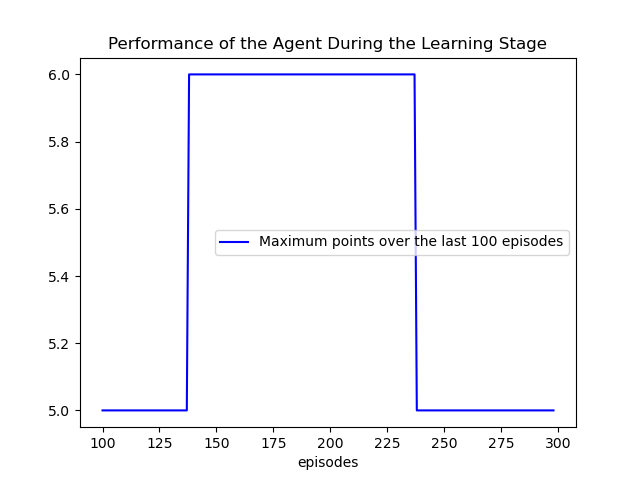 Performance of the Agent During the Learning Stage
6.0
5.8
5.6
5.4
5.2
5.0
Maximum points over the last 100 episodes
100 125 150 175 200 225 250 275 300
episodes